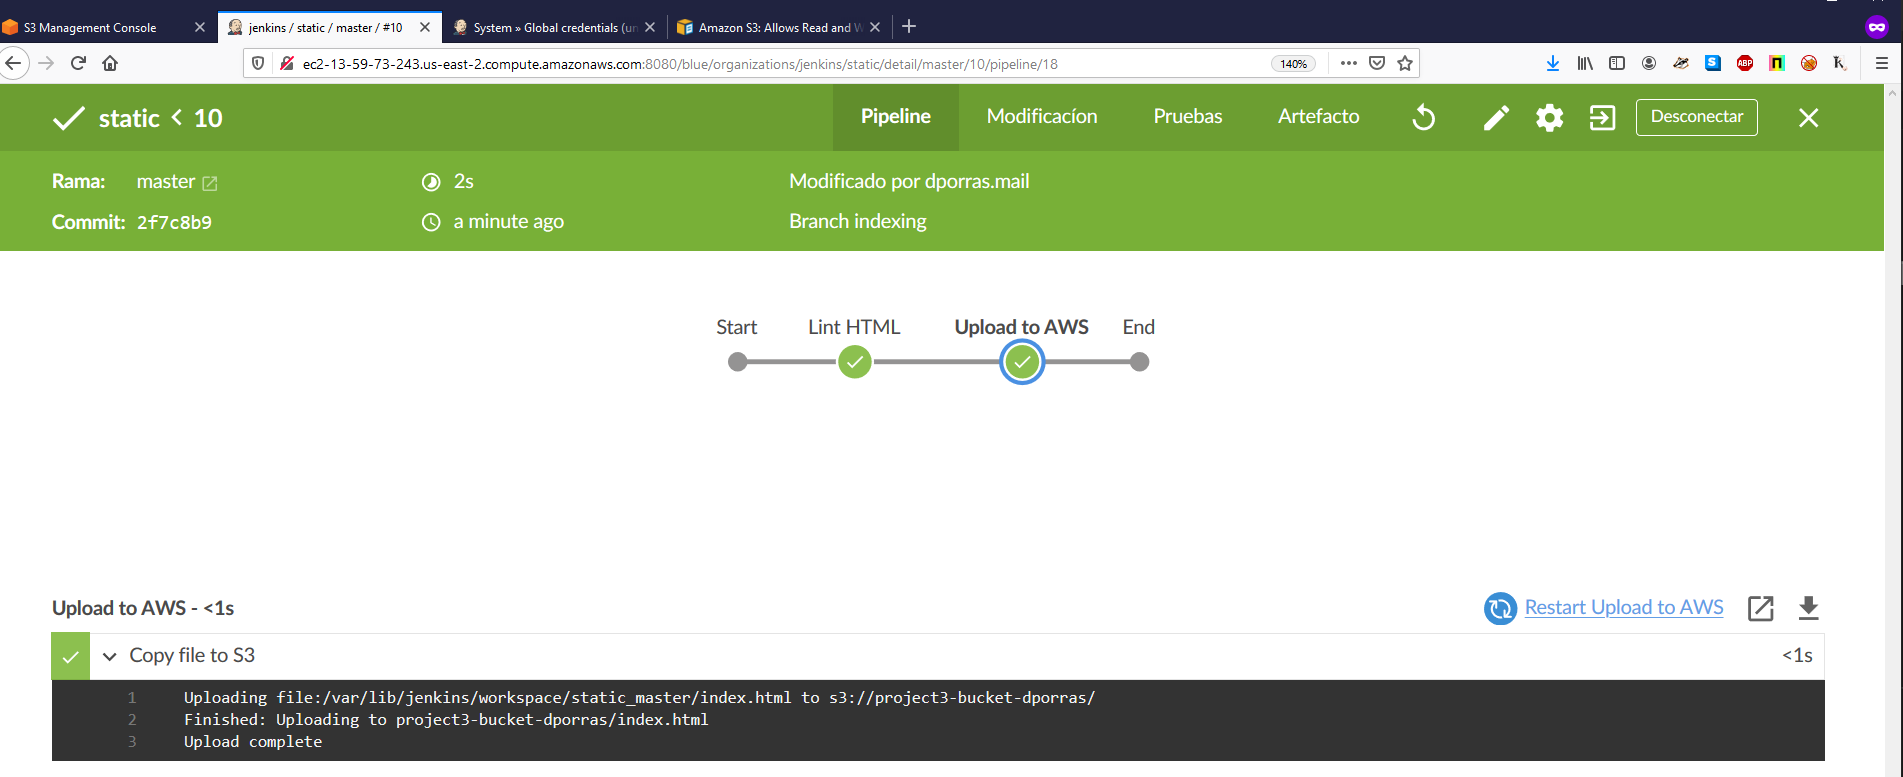 S3 Management Console
jenkins / static / master / #10
System » Global credentials (un
Amazon S3: Allows Read and W
ec2-13-59-73-243.us-east-2.compute.amazonaws.com:8080/blue/organizations/jenkins/static/detail/master/10/pipeline/18
140%
static < 10
Pipeline
Modificacíon
Pruebas
Artefacto
Desconectar
Rama: master
2s
Modificado por dporras.mail
Commit: 2f7c8b9
a minute ago
Branch indexing
Start
Lint HTML
Upload to AWS
End
Upload to AWS - <1s
Restart Upload to AWS
Copy file to S3
<1s
1 Uploading file:/var/lib/jenkins/workspace/static_master/index.html to s3://project3-bucket-dporras/
2 Finished: Uploading to project3-bucket-dporras/index.html
3 Upload complete